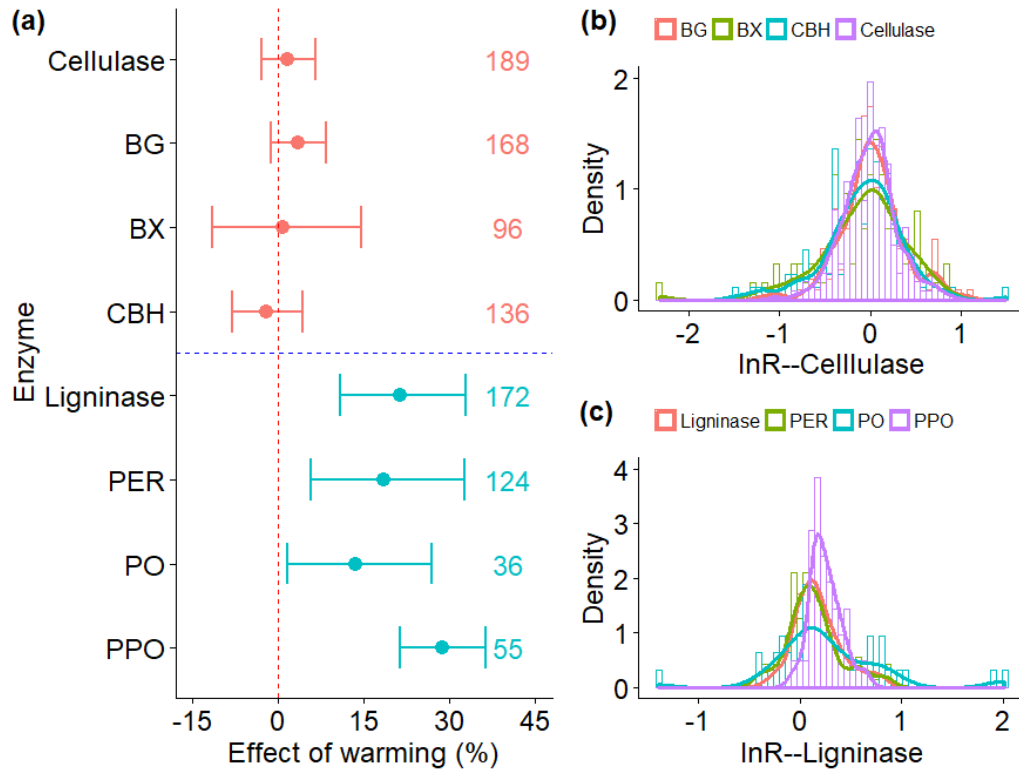 (a)
Enzyme
Cellulase 189
BG 168
BX 96
CBH 136
Ligninase 172
PER 124
PO 36
PPO 55
-15 0 15 30 45
Effect of warming (%)
(b)
BG BX CBH Cellulase
Density
2
1
0
-2 -1 0 1
lnR--Celllulase
(c)
Ligninase PER PO PPO
Density
4
3
2
1
0
-1 0 1 2
lnR--Ligninase